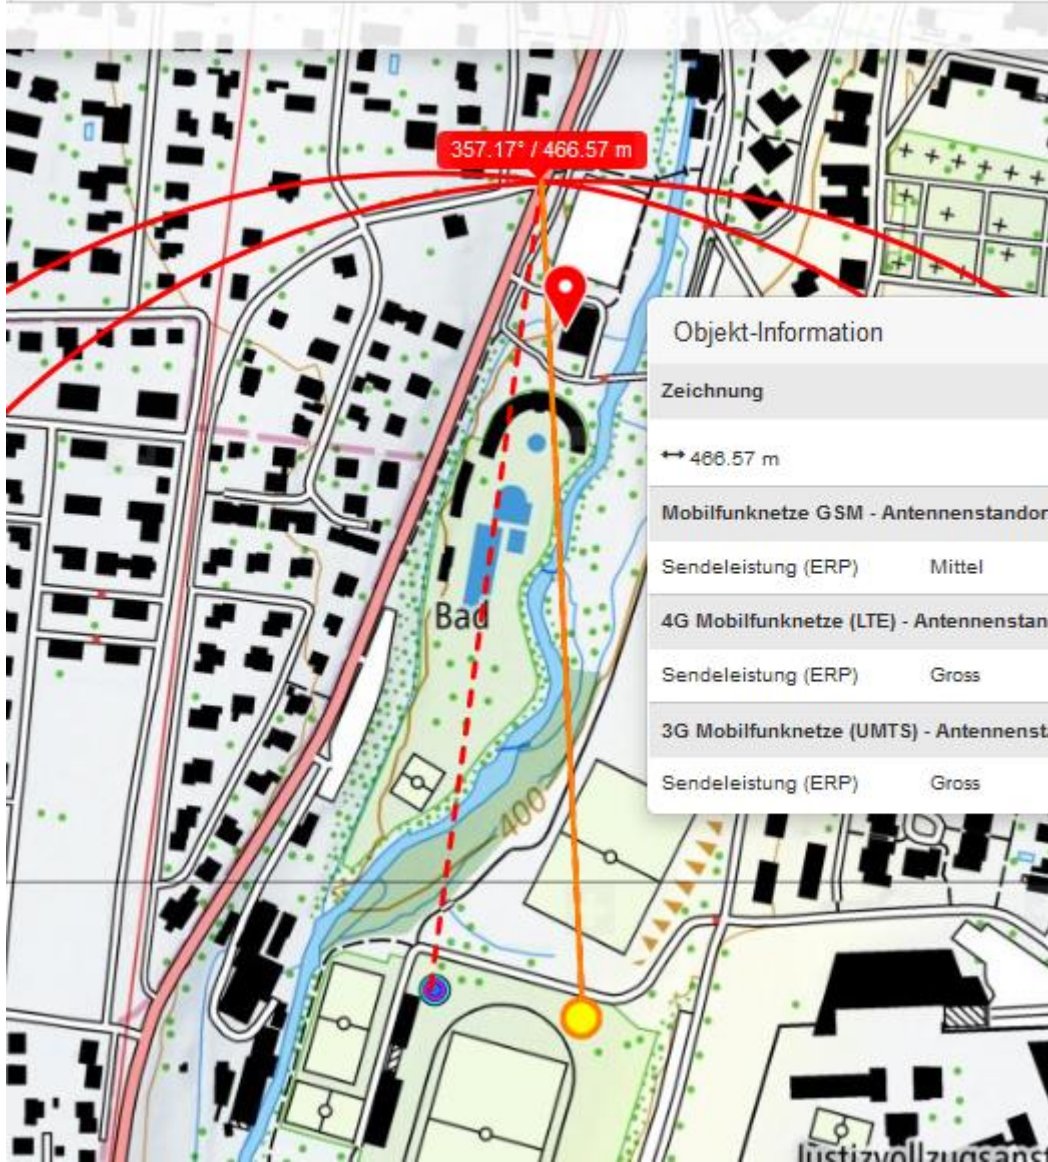 357.17° / 466.57 m
Objekt-Information
Zeichnung
↔ 466.57 m
Mobilfunknetze GSM - Antennenstandor
Sendeleistung (ERP) Mittel
Bad
4G Mobilfunknetze (LTE) - Antennenstan
Sendeleistung (ERP) Gross
3G Mobilfunknetze (UMTS) - Antennenst
Sendeleistung (ERP) Gross
400
Justizvollzugsanst